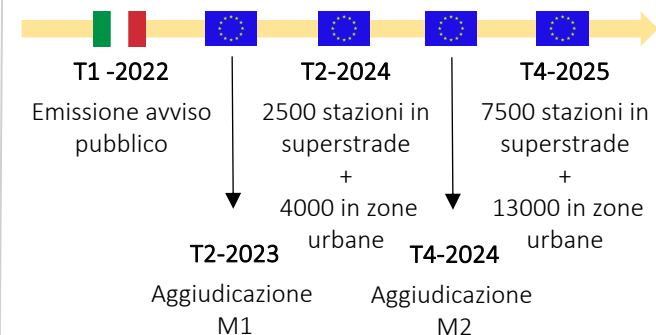 T1 -2022
Emissione avviso
pubblico
T2-2023
Aggiudicazione
M1
T2-2024
2500 stazioni in
superstrade
+
4000 in zone
urbane
T4-2024
Aggiudicazione
M2
T4-2025
7500 stazioni in
superstrade
+
13000 in zone
urbane